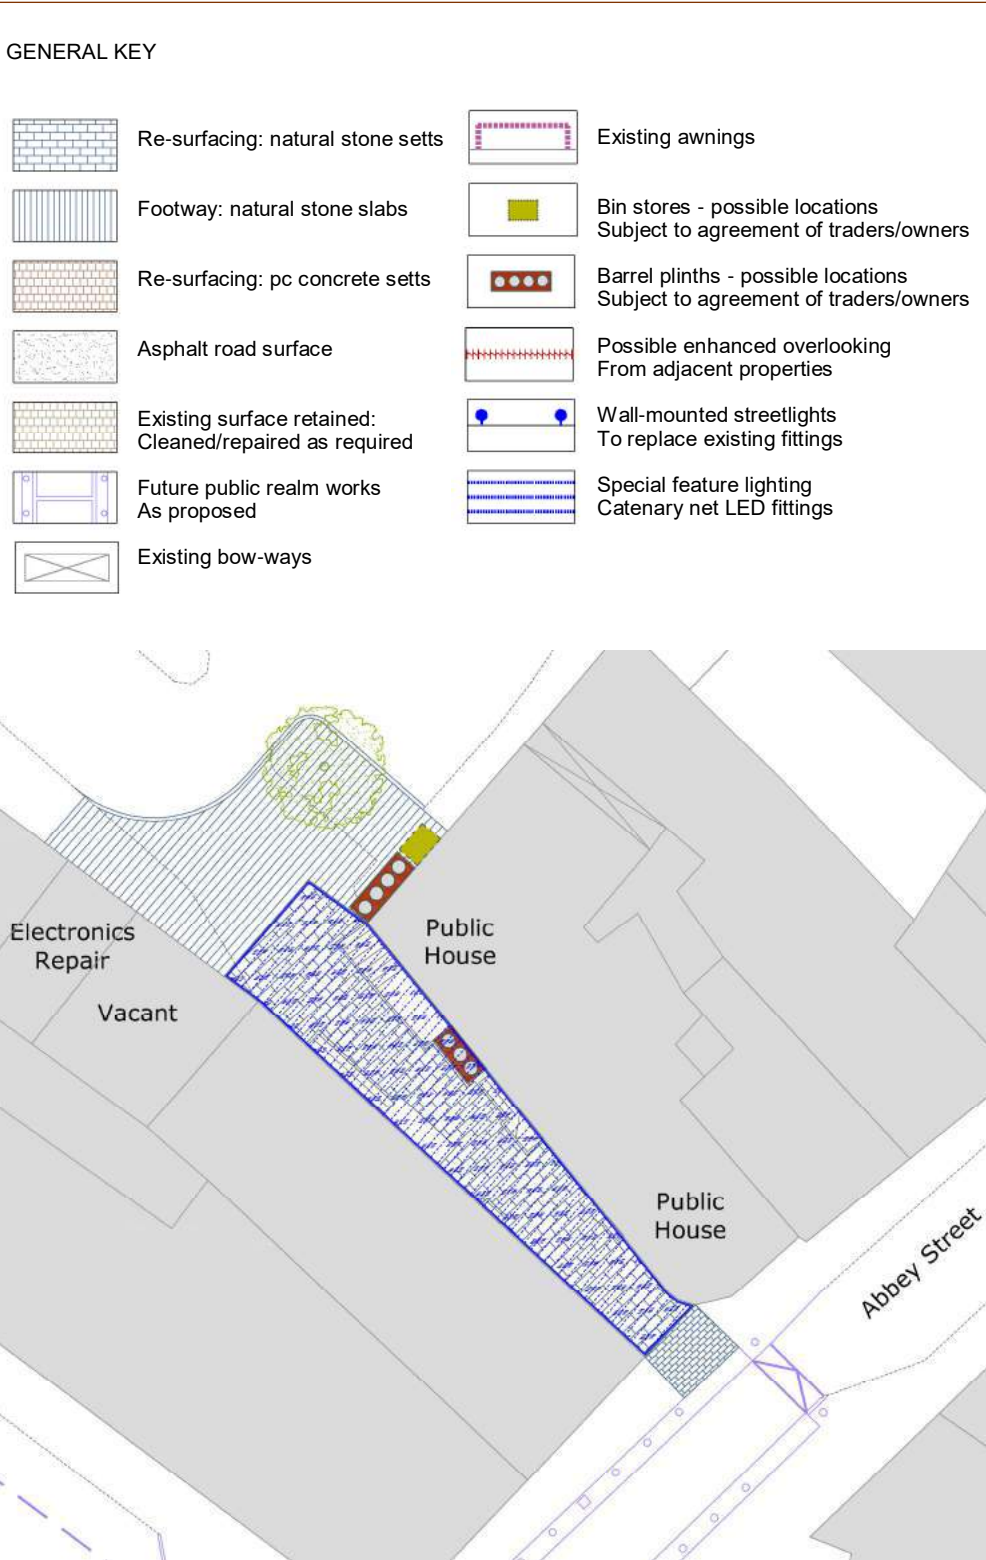 GENERAL KEY
Re-surfacing: natural stone setts
Footway: natural stone slabs
Re-surfacing: pc concrete setts
Asphalt road surface
Existing surface retained:
Cleaned/repaired as required
Future public realm works
As proposed
Existing bow-ways
Existing awnings
Bin stores - possible locations
Subject to agreement of traders/owners
Barrel plinths - possible locations
Subject to agreement of traders/owners
Possible enhanced overlooking
From adjacent properties
Wall-mounted streetlights
To replace existing fittings
Special feature lighting
Catenary net LED fittings
Electronics
Repair
Vacant
Public
House
Public
House
Abbey Street